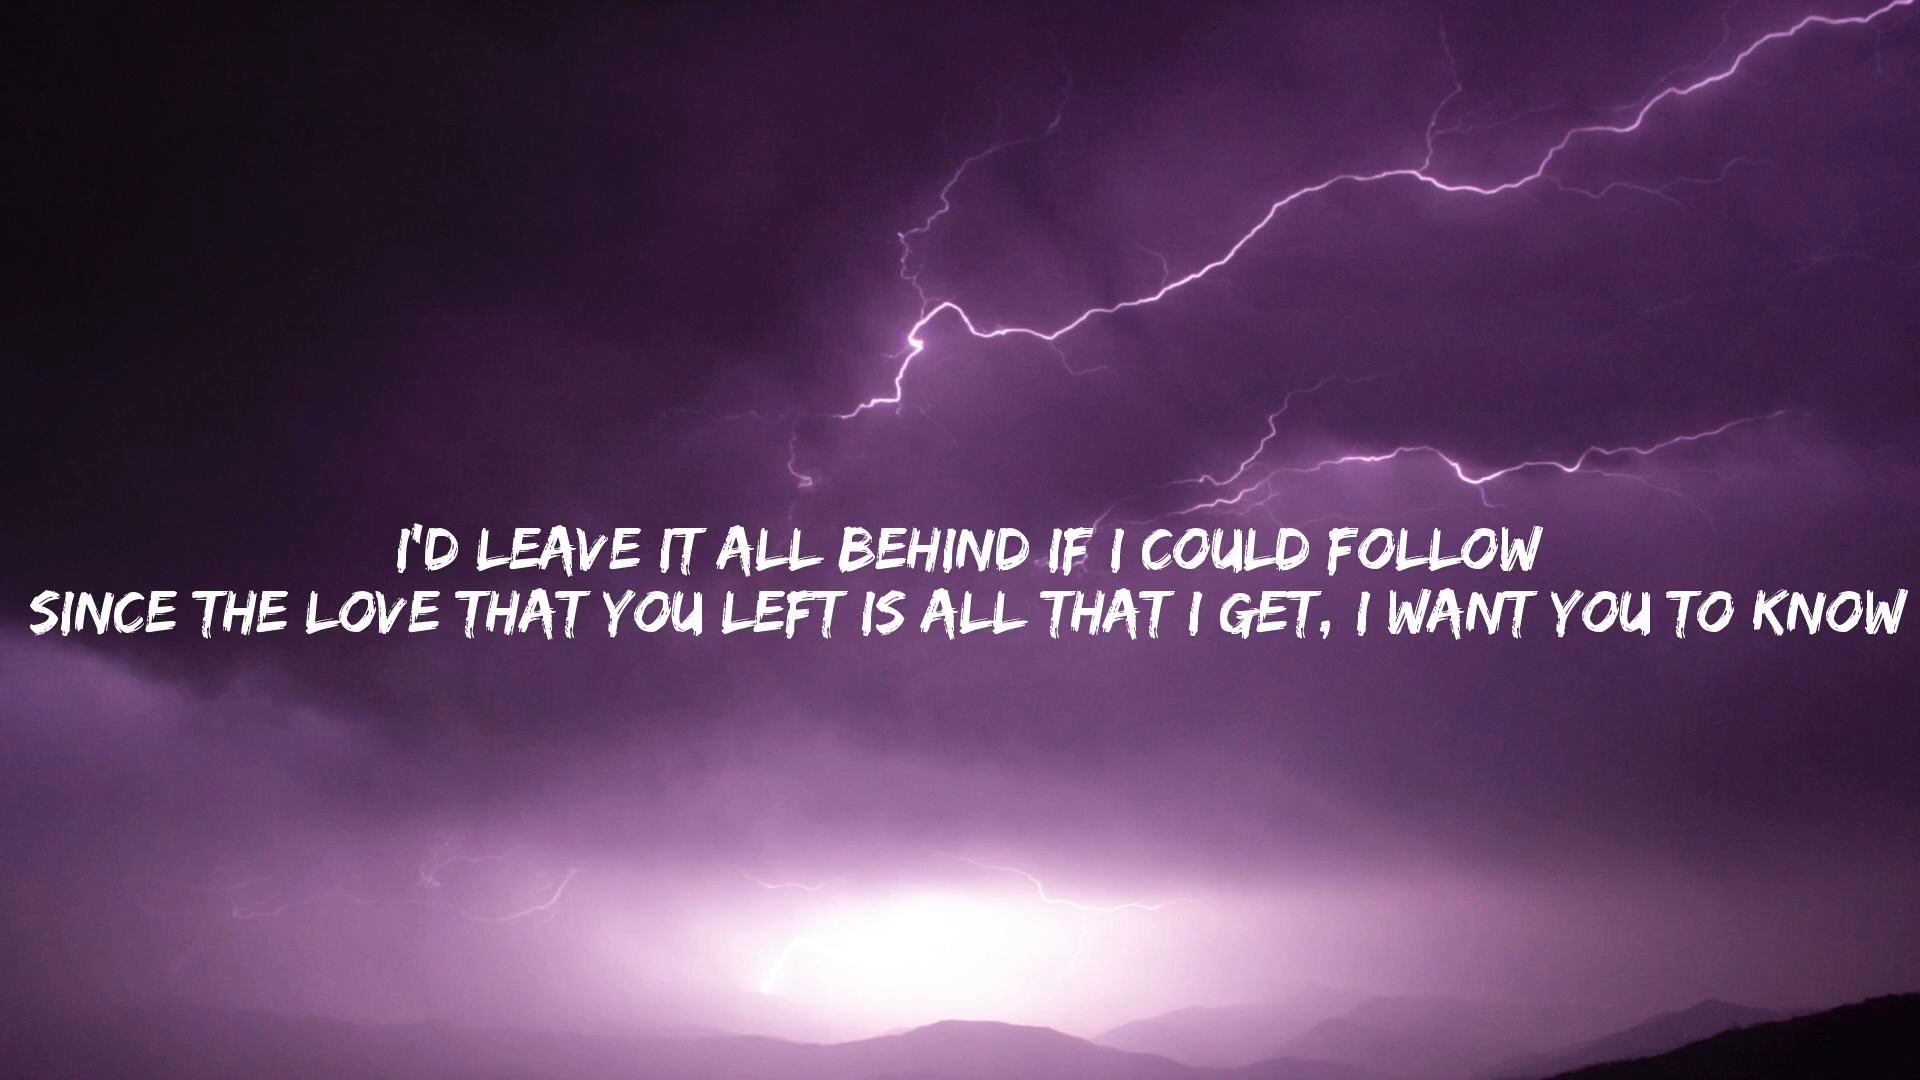 I'D LEAVE IT ALL BEHIND IF I COULD FOLLOW
SINCE THE LOVE THAT YOU LEFT IS ALL THAT I GET, I WANT YOU TO KNOW